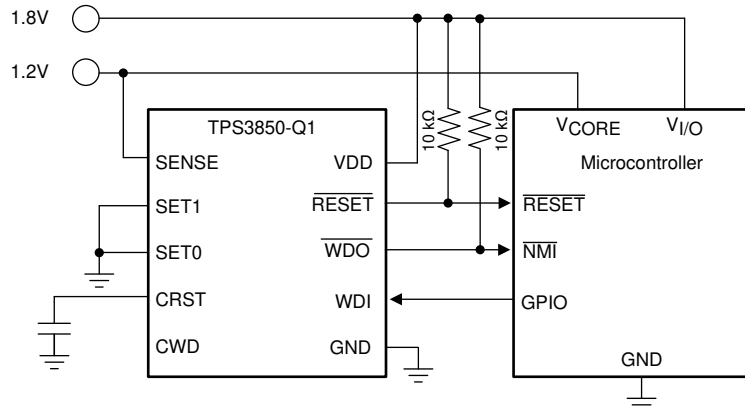 1.8V
1.2V
TPS3850-Q1
SENSE
VDD
SET1
RESET
SET0
WDO
CRST
WDI
CWD
GND
10 kΩ
10 kΩ
VCORE
VI/O
Microcontroller
RESET
NMI
GPIO
GND